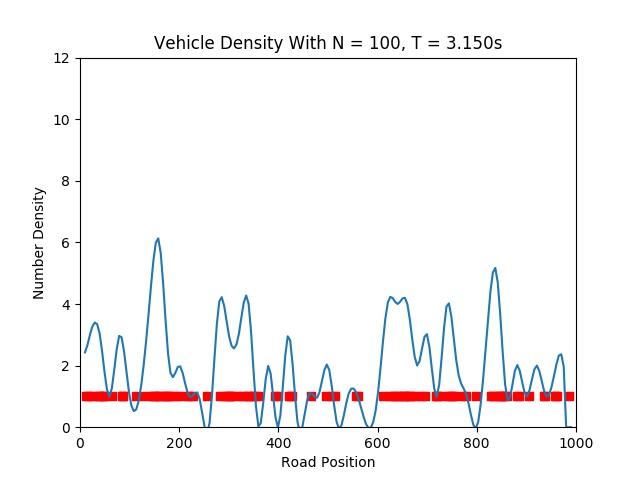 Vehicle Density With N = 100, T = 3.150s
12
10
8
6
4
2
0
Number Density
0 200 400 600 800 1000
Road Position